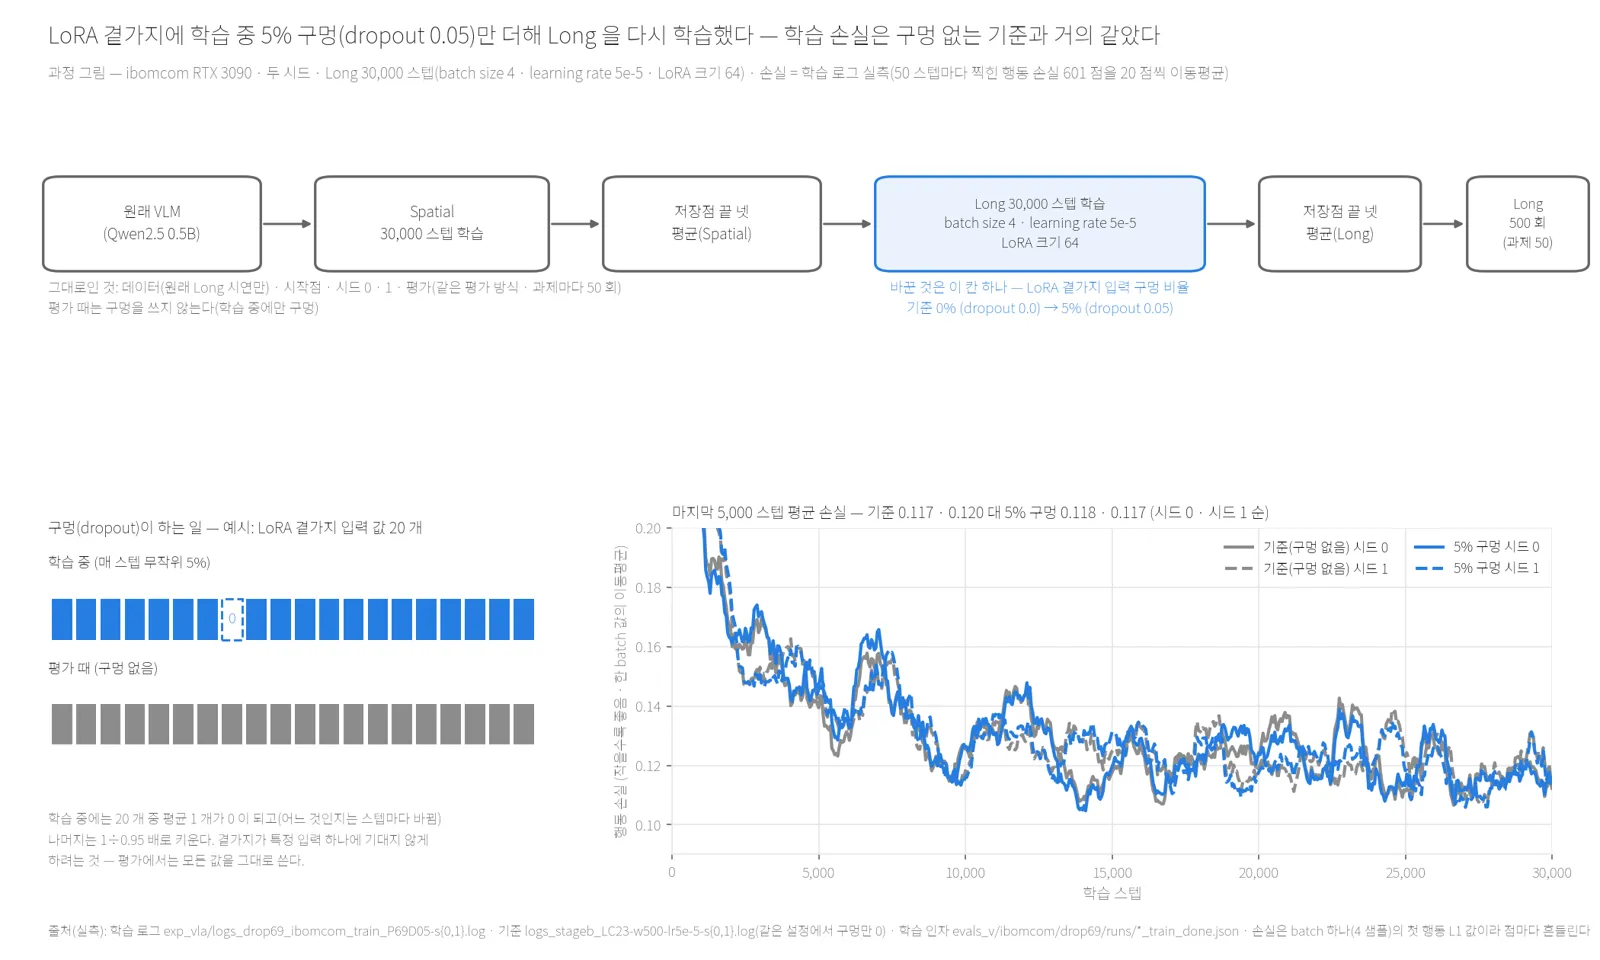 LoRA 곁가지에 학습 중 5% 구멍(dropout 0.05)만 더해 Long 을 다시 학습했다 — 학습 손실은 구멍 없는 기준과 거의 같았다
과정 그림 — ibomcom RTX 3090 · 두 시드 · Long 30,000 스텝(batch size 4 · learning rate 5e-5 · LoRA 크기 64) · 손실 = 학습 로그 실측(50 스텝마다 찍힌 행동 손실 601 점을 20 점씩 이동평균)
원래 VLM
(Qwen2.5 0.5B)
Spatial
30,000 스텝 학습
저장점 끝 넷
평균(Spatial)
Long 30,000 스텝 학습
batch size 4 · learning rate 5e-5
LoRA 크기 64
저장점 끝 넷
평균(Long)
Long
500 회
(과제 50)
그대로인 것: 데이터(원래 Long 시연만) · 시작점 · 시드 0 · 1 · 평가(같은 평가 방식 · 과제마다 50 회)
평가 때는 구멍을 쓰지 않는다(학습 중에만 구멍)
바꾼 것은 이 칸 하나 — LoRA 곁가지 입력 구멍 비율
기준 0% (dropout 0.0) → 5% (dropout 0.05)
구멍(dropout)이 하는 일 — 예시: LoRA 곁가지 입력 값 20 개
학습 중 (매 스텝 무작위 5%)
0
평가 때 (구멍 없음)
학습 중에는 20 개 중 평균 1 개가 0 이 되고(어느 것인지는 스텝마다 바뀜)
나머지는 1÷0.95 배로 키운다. 곁가지가 특정 입력 하나에 기대지 않게
하려는 것 — 평가에서는 모든 값을 그대로 쓴다.
마지막 5,000 스텝 평균 손실 — 기준 0.117 · 0.120 대 5% 구멍 0.118 · 0.117 (시드 0 · 시드 1 순)
행동 손실 (작을수록 좋음 · 한 batch 값의 이동평균)
0.20
0.18
0.16
0.14
0.12
0.10
기준(구멍 없음) 시드 0
기준(구멍 없음) 시드 1
5% 구멍 시드 0
5% 구멍 시드 1
0
5,000
10,000
15,000
20,000
25,000
30,000
학습 스텝
출처(실측): 학습 로그 exp_vla/logs_drop69_ibomcom_train_P69D05-s{0,1}.log · 기준 logs_stageb_LC23-w500-lr5e-5-s{0,1}.log(같은 설정에서 구멍만 0) · 학습 인자 evals_v/ibomcom/drop69/runs/*_train_done.json · 손실은 batch 하나(4 샘플)의 첫 행동 L1 값이라 점마다 흔들린다